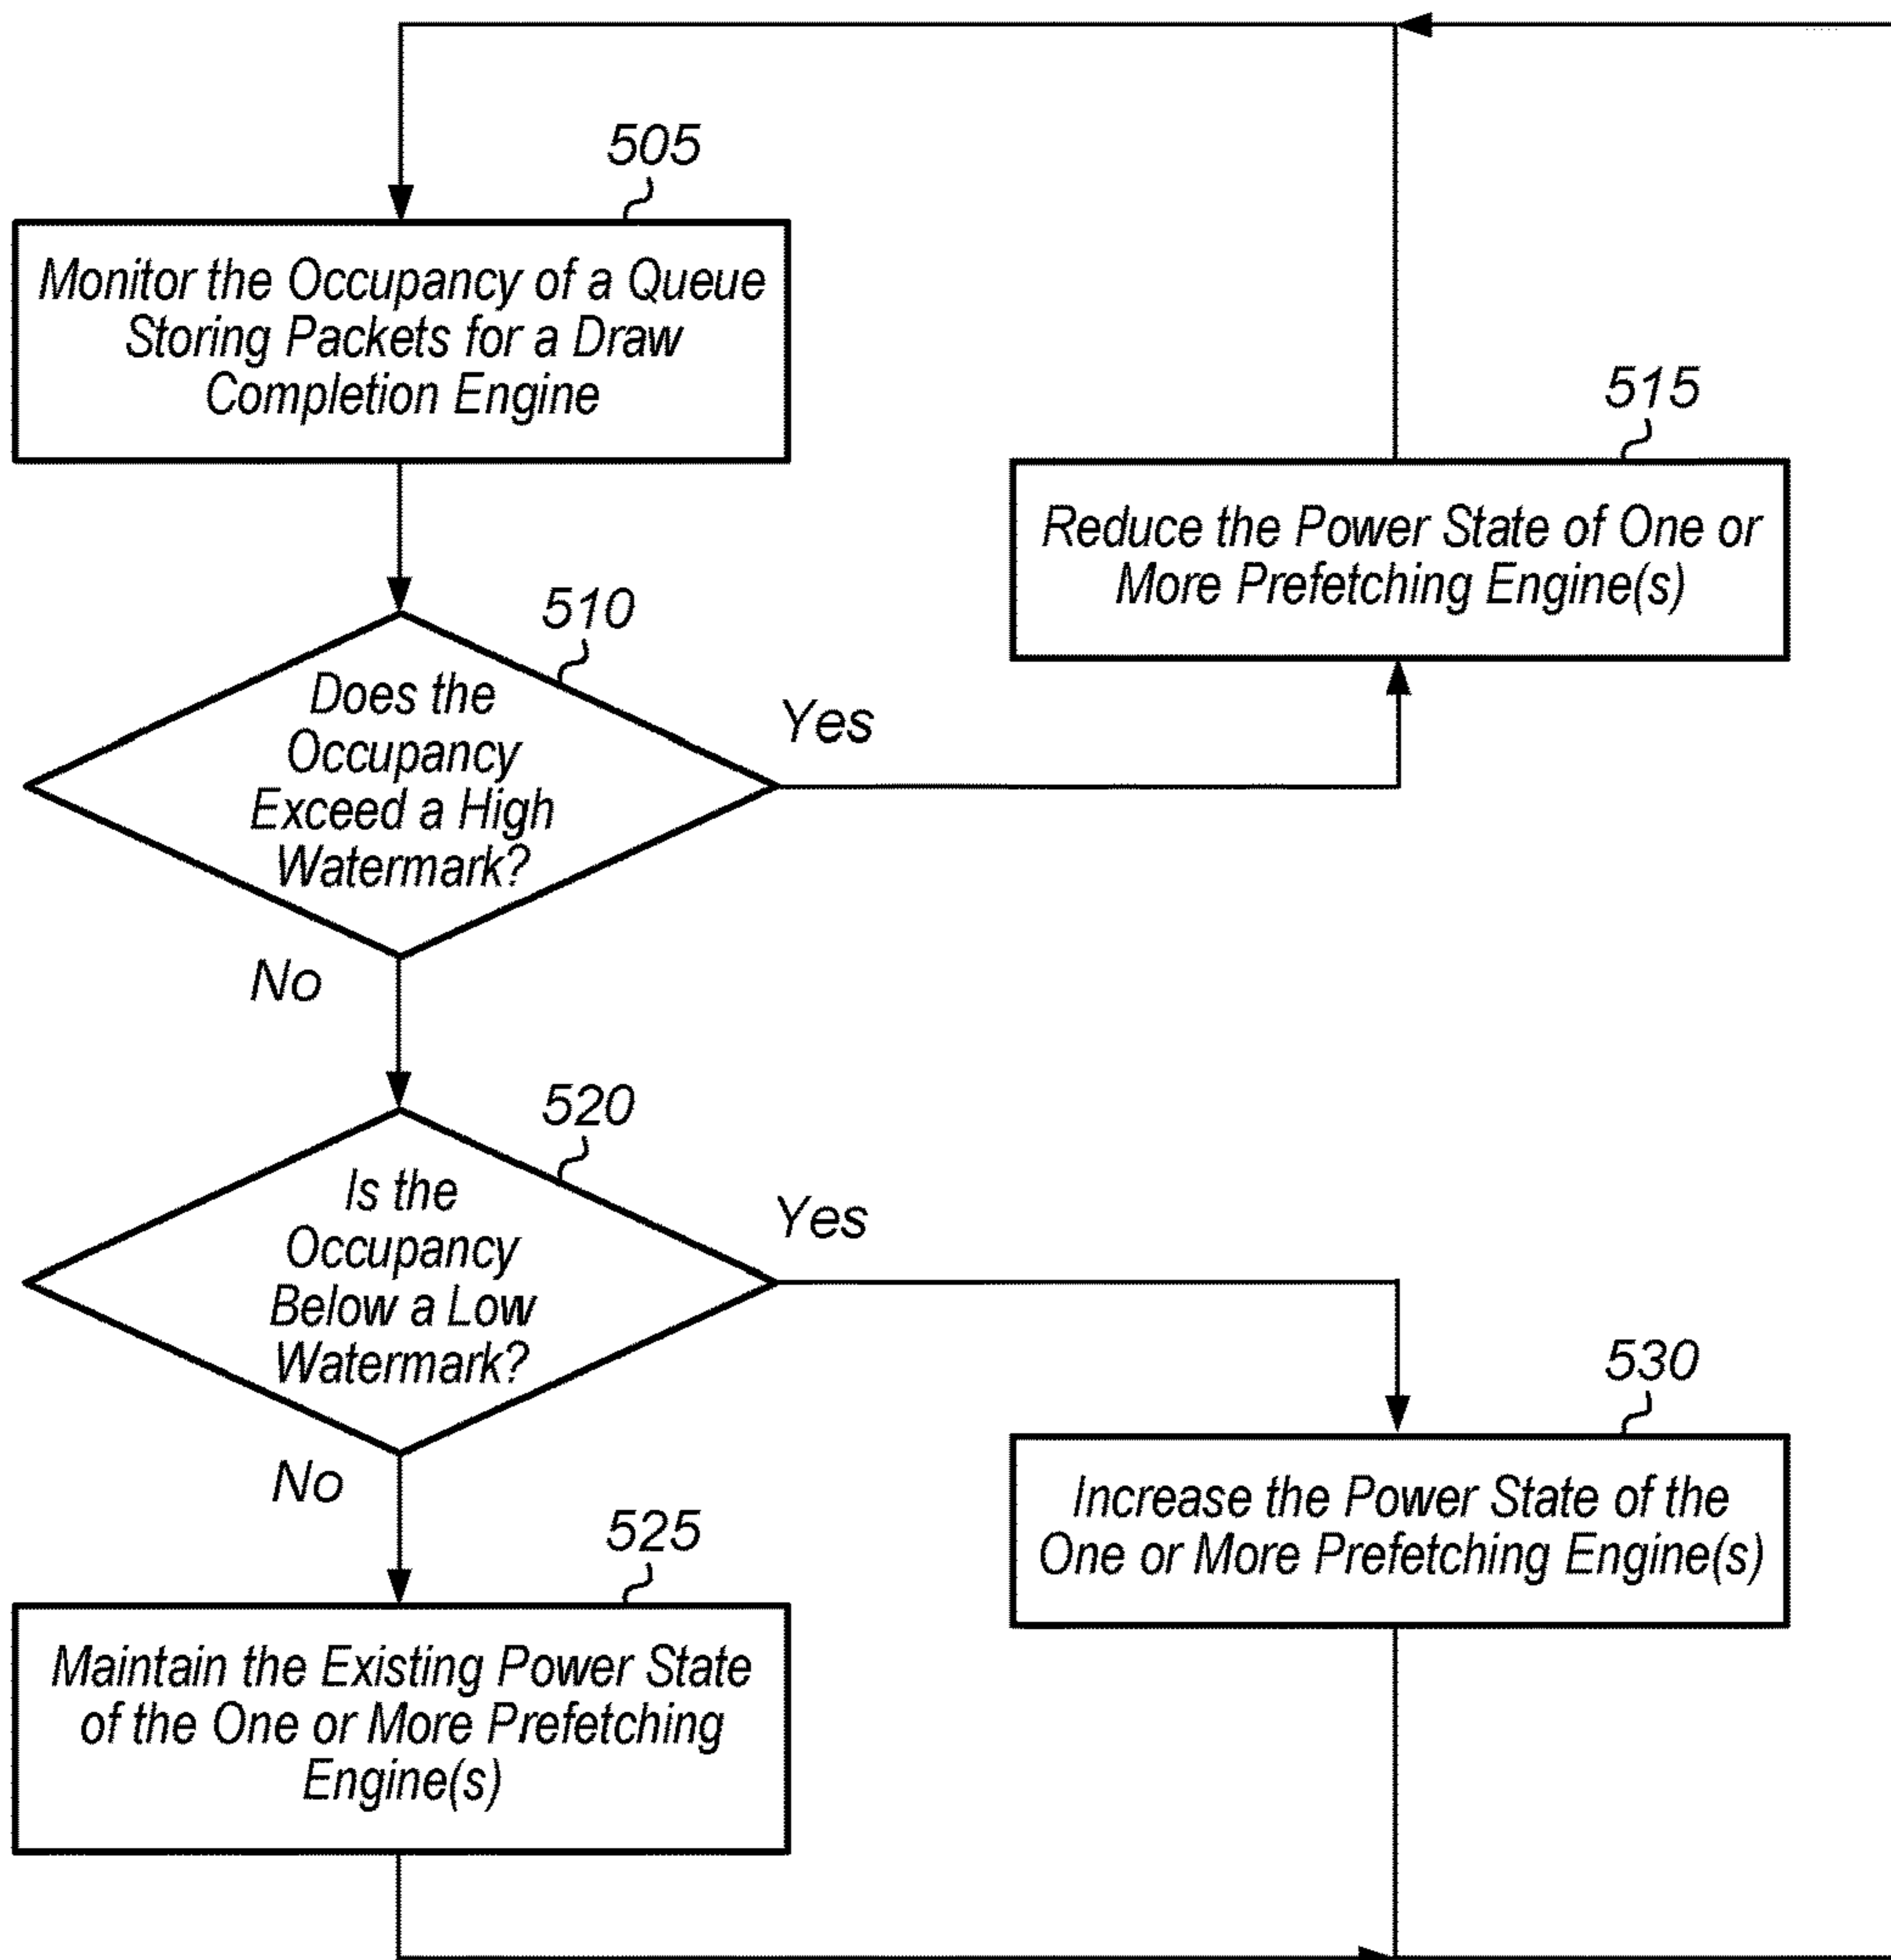 505
Monitor the Occupancy of a Queue
Storing Packets for a Draw
Completion Engine
515
Reduce the Power State of One or
More Prefetching Engine(s)
510
Does the
Occupancy
Exceed a High
Watermark?
Yes
No
520
Is the
Occupancy
Below a Low
Watermark?
Yes
No
530
Increase the Power State of the
One or More Prefetching Engine(s)
525
Maintain the Existing Power State
of the One or More Prefetching
Engine(s)